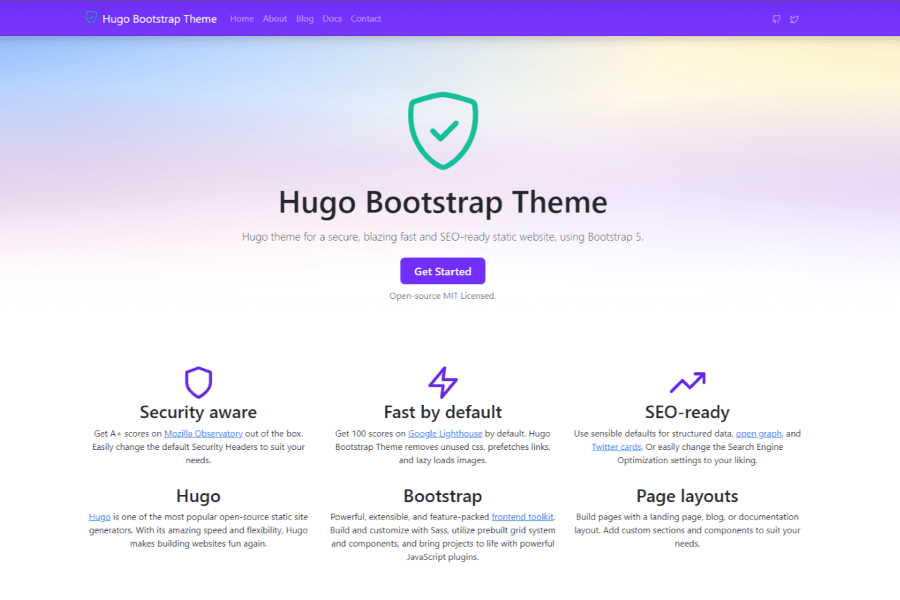 Hugo Bootstrap Theme Home About Blog Docs Contact
Hugo Bootstrap Theme
Hugo theme for a secure, blazing fast and SEO-ready static website, using Bootstrap 5.
Get Started
Open-source MIT Licensed.
Security aware
Get A+ scores on Mozilla Observatory out of the box.
Easily change the default Security Headers to suit your
needs.
Fast by default
Get 100 scores on Google Lighthouse by default. Hugo
Bootstrap Theme removes unused css, prefetches links,
and lazy loads images.
SEO-ready
Use sensible defaults for structured data, open graph, and
Twitter cards. Or easily change the Search Engine
Optimization settings to your liking.
Hugo
Hugo is one of the most popular open-source static site
generators. With its amazing speed and flexibility, Hugo
makes building websites fun again.
Bootstrap
Powerful, extensible, and feature-packed frontend toolkit.
Build and customize with Sass, utilize prebuilt grid system
and components, and bring projects to life with powerful
JavaScript plugins.
Page layouts
Build pages with a landing page, blog, or documentation
layout. Add custom sections and components to suit your
needs.